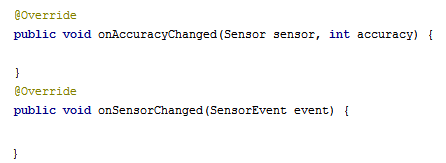 @Override
public void onAccuracyChanged(Sensor sensor, int accuracy) {
}
@Override
public void onSensorChanged(SensorEvent event) {
}